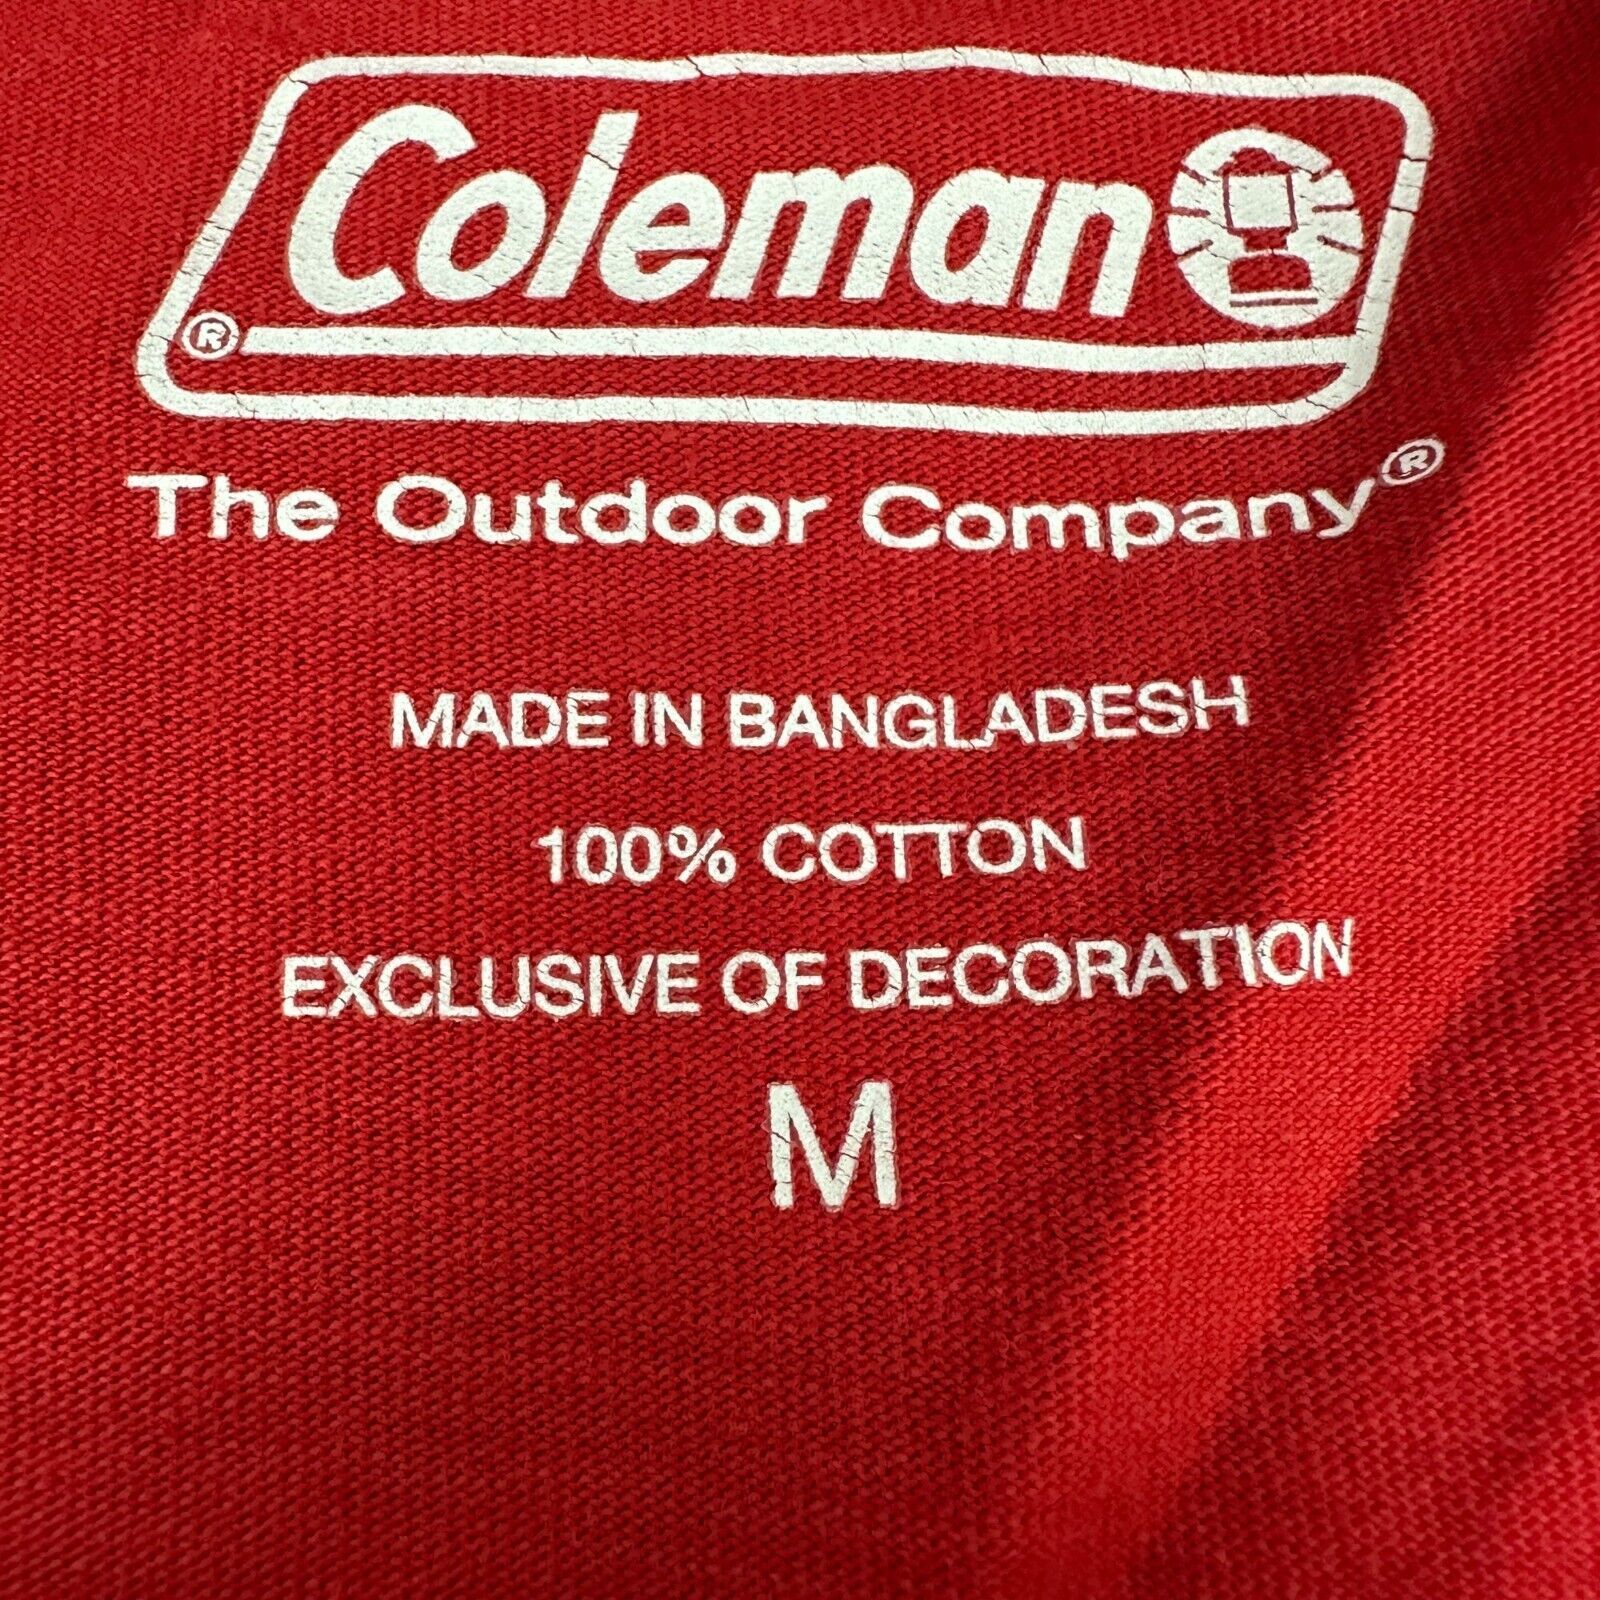 Coleman
®
The Outdoor Company®
MADE IN BANGLADESH
100% COTTON
EXCLUSIVE OF DECORATION
M